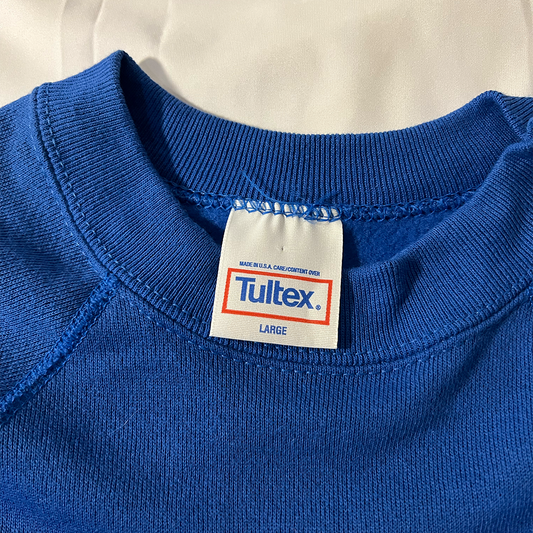 MADE IN U.S.A. CARE/CONTENT OVER
Tultex®
LARGE